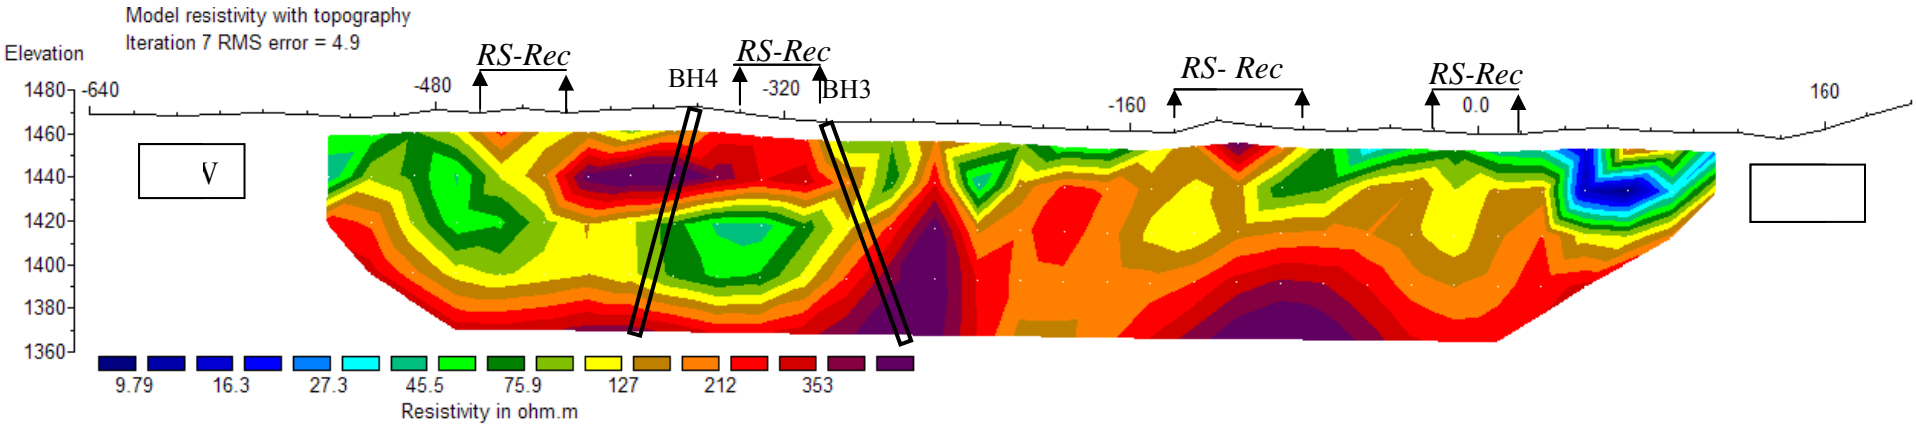 Model resistivity with topography
Iteration 7 RMS error = 4.9
Elevation
RS-Rec
RS-Rec
RS- Rec
RS-Rec
BH4
BH3
-640
-480
-320
-160
0.0
160
1480
1460
1440
1420
1400
1380
1360
V
9.79 16.3 27.3 45.5 75.9 127 212 353
Resistivity in ohm.m